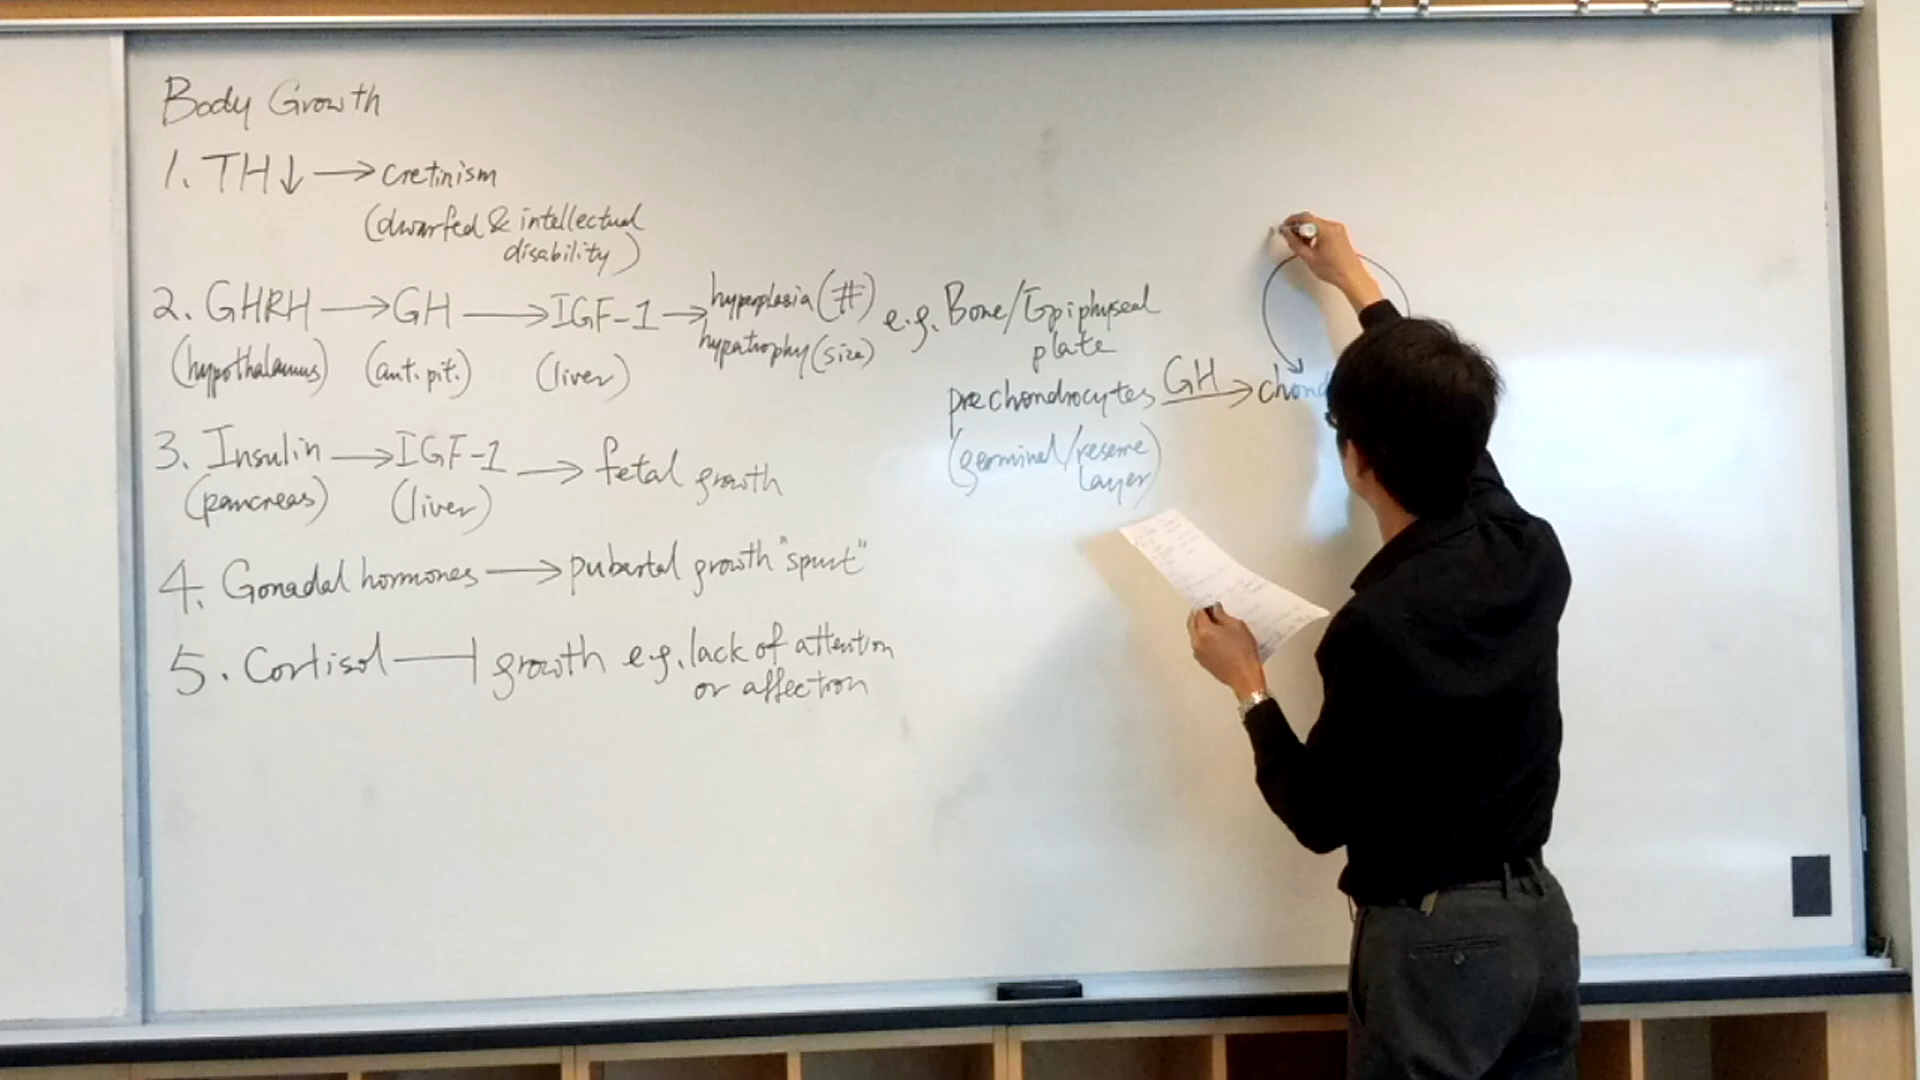 Body Growth
1. TH↓ → cretinism
(dwarfed & intellectual
disability)
2. GHRH → GH → IGF-1 → hyperplasia (#)
hypatrophy (size)
(hypothalamus) (ant. pit.) (liver)
3. Insulin → IGF-1 → fetal growth
(pancreas) (liver)
4. Gonadal hormones → pubertal growth "spurt"
5. Cortisol ⊣ growth e.g. lack of attention
or affection
e.g. Bone/Epiphyseal
plate
prechondrocytes GH → chond
(germinal/reserve
layer)